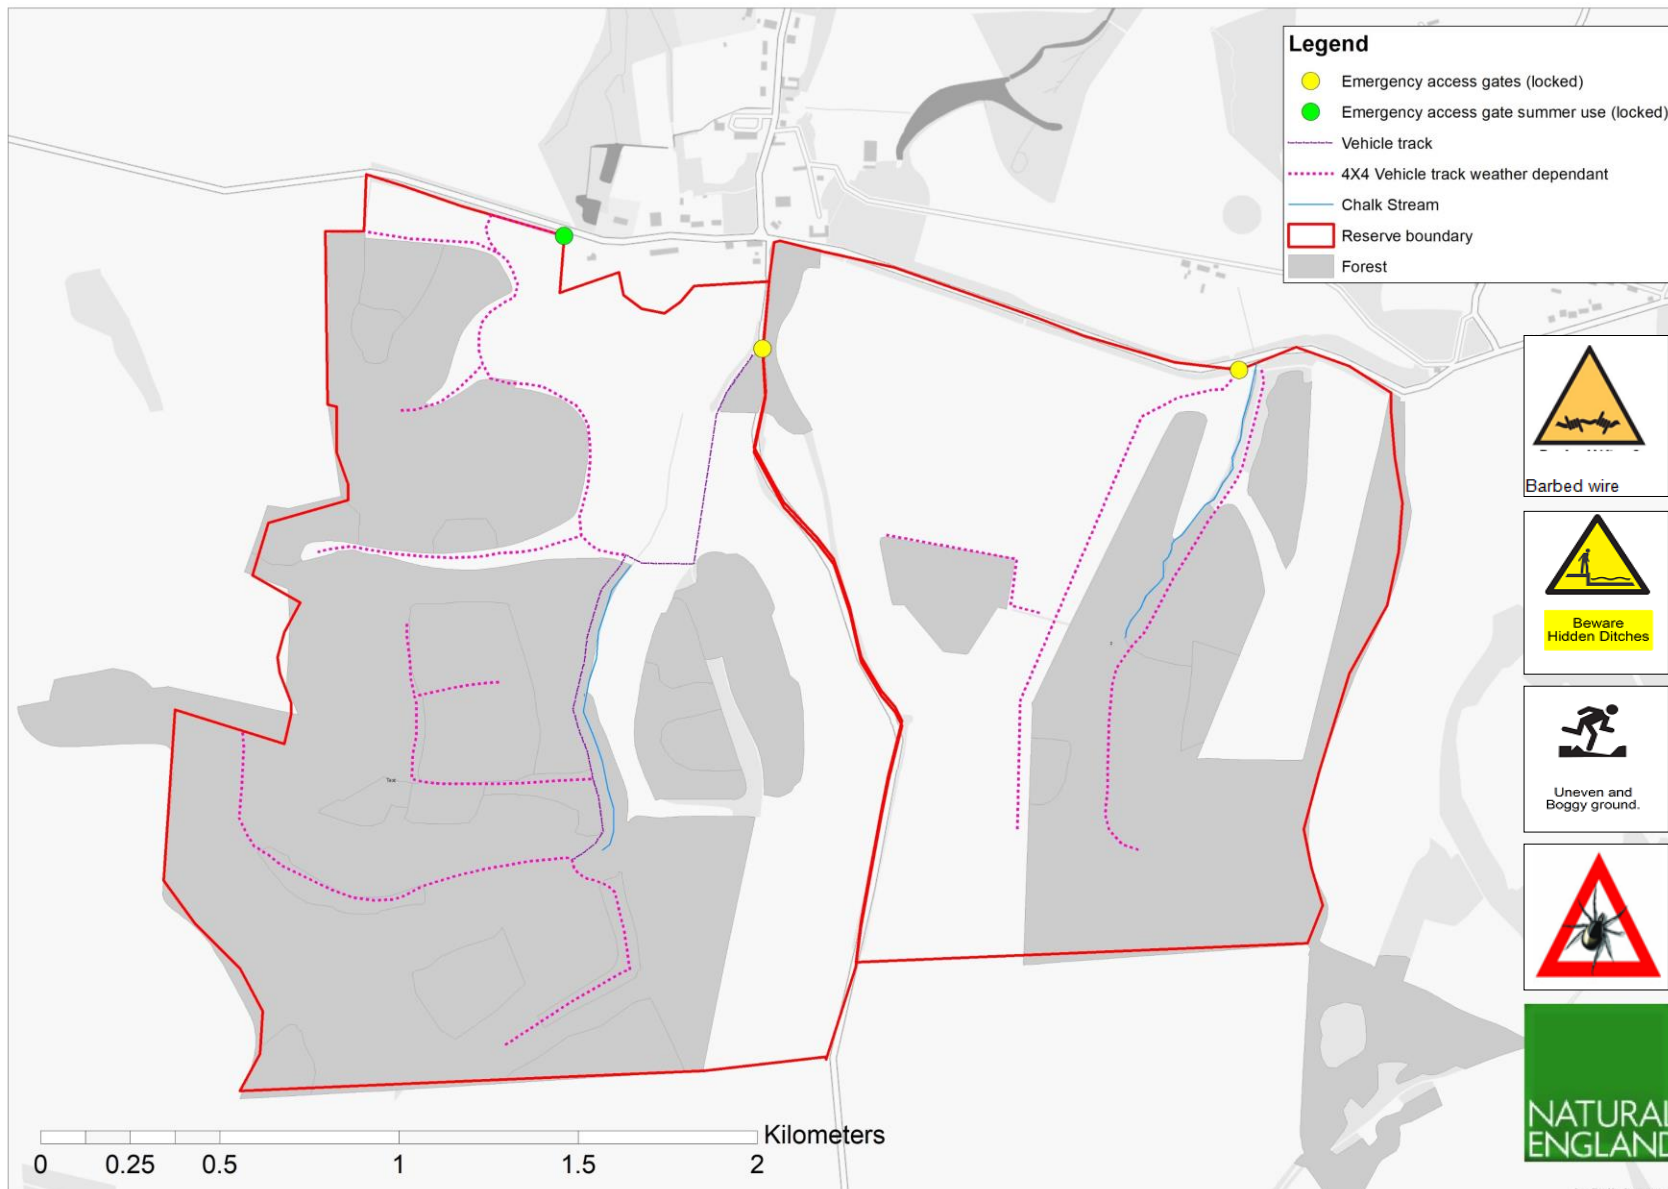 Legend
Emergency access gates (locked)
Emergency access gate summer use (locked)
Vehicle track
4X4 Vehicle track weather dependant
Chalk Stream
Reserve boundary
Forest
Barbed wire
Beware
Hidden Ditches
Uneven and
Boggy ground.
NATURAL
ENGLAND
Kilometers
0 0.25 0.5 1 1.5 2